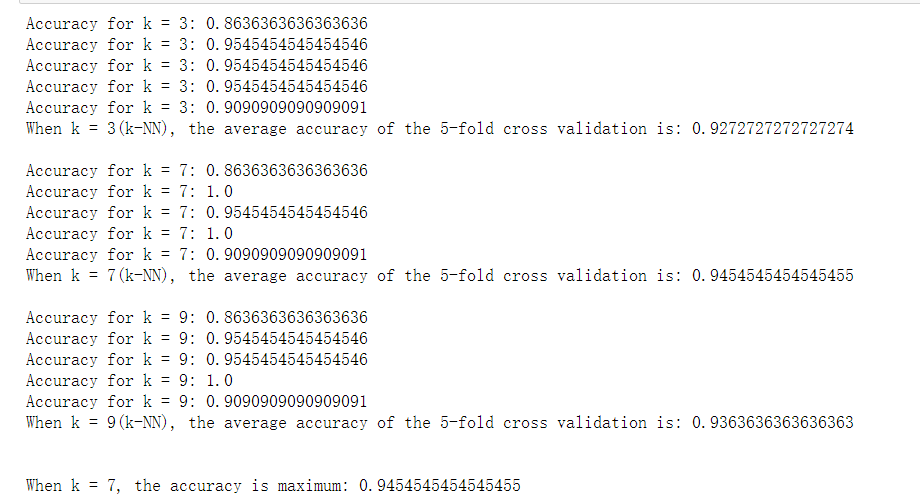 Accuracy for k = 3: 0.8636363636363636
Accuracy for k = 3: 0.9545454545454546
Accuracy for k = 3: 0.9545454545454546
Accuracy for k = 3: 0.9545454545454546
Accuracy for k = 3: 0.9090909090909091
When k = 3(k-NN), the average accuracy of the 5-fold cross validation is: 0.9272727272727274
Accuracy for k = 7: 0.8636363636363636
Accuracy for k = 7: 1.0
Accuracy for k = 7: 0.9545454545454546
Accuracy for k = 7: 1.0
Accuracy for k = 7: 0.9090909090909091
When k = 7(k-NN), the average accuracy of the 5-fold cross validation is: 0.9454545454545455
Accuracy for k = 9: 0.8636363636363636
Accuracy for k = 9: 0.9545454545454546
Accuracy for k = 9: 0.9545454545454546
Accuracy for k = 9: 1.0
Accuracy for k = 9: 0.9090909090909091
When k = 9(k-NN), the average accuracy of the 5-fold cross validation is: 0.9363636363636363
When k = 7, the accuracy is maximum: 0.9454545454545455